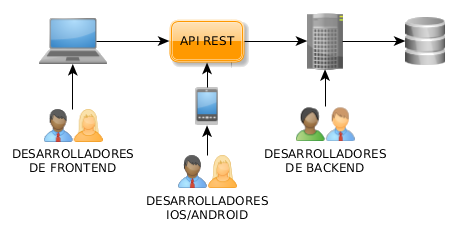 API REST
DESARROLLADORES
DE FRONTEND
DESARROLLADORES
DE BACKEND
DESARROLLADORES
IOS/ANDROID